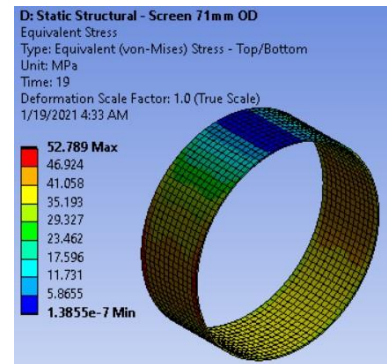 D: Static Structural - Screen 71mm OD
Equivalent Stress
Type: Equivalent (von-Mises) Stress - Top/Bottom
Unit: MPa
Time: 19
Deformation Scale Factor: 1.0 (True Scale)
1/19/2021 4:33 AM
52.789 Max
46.924
41.058
35.193
29.327
23.462
17.596
11.731
5.8655
1.3855e-7 Min